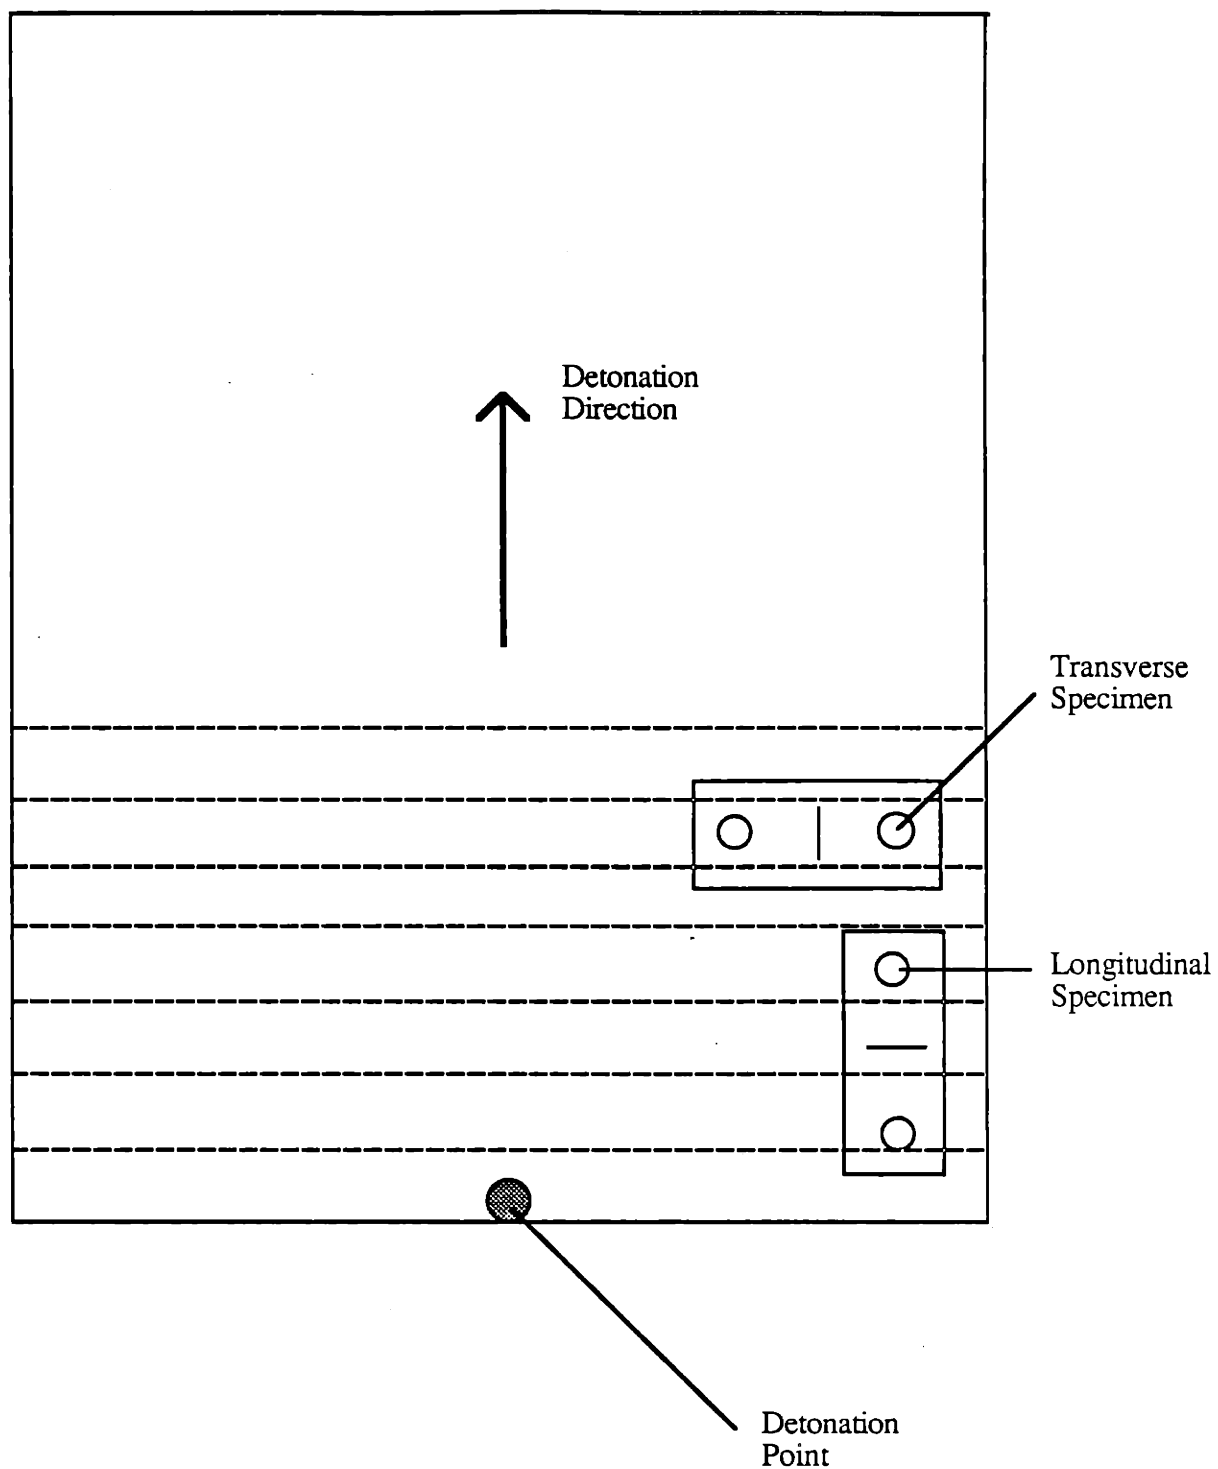 Detonation
Direction
Transverse
Specimen
Longitudinal
Specimen
Detonation
Point